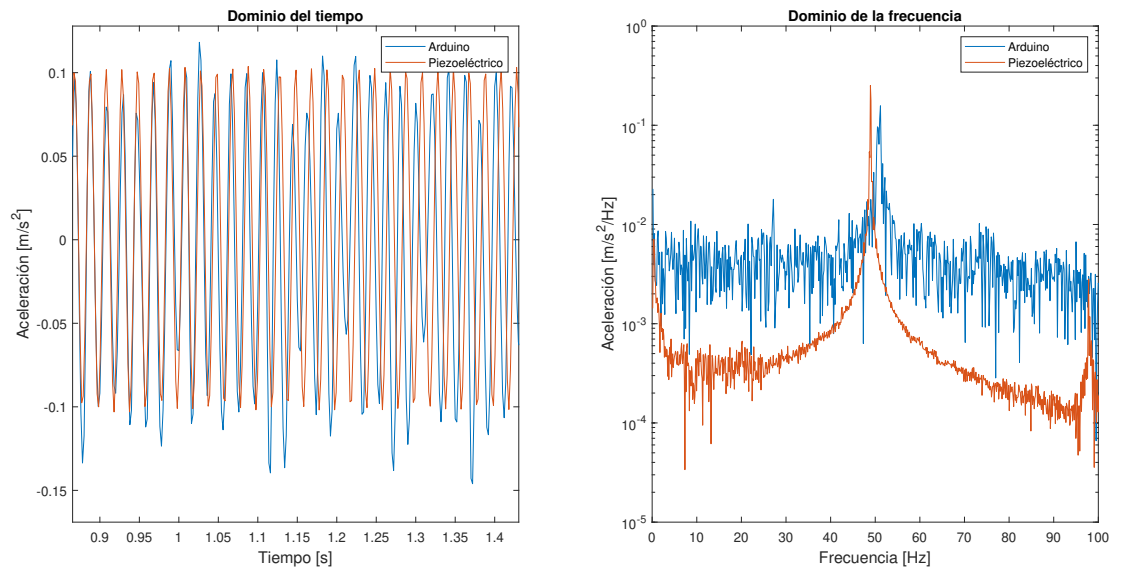 Dominio del tiempo
Arduino
Piezoeléctrico
0.1
0.05
0
-0.05
-0.1
-0.15
Aceleración [m/s²]
0.9 0.95 1 1.05 1.1 1.15 1.2 1.25 1.3 1.35 1.4
Tiempo [s]
Dominio de la frecuencia
Arduino
Piezoeléctrico
10⁰
10⁻¹
10⁻²
10⁻³
10⁻⁴
10⁻⁵
Aceleración [m/s²/Hz]
0 10 20 30 40 50 60 70 80 90 100
Frecuencia [Hz]